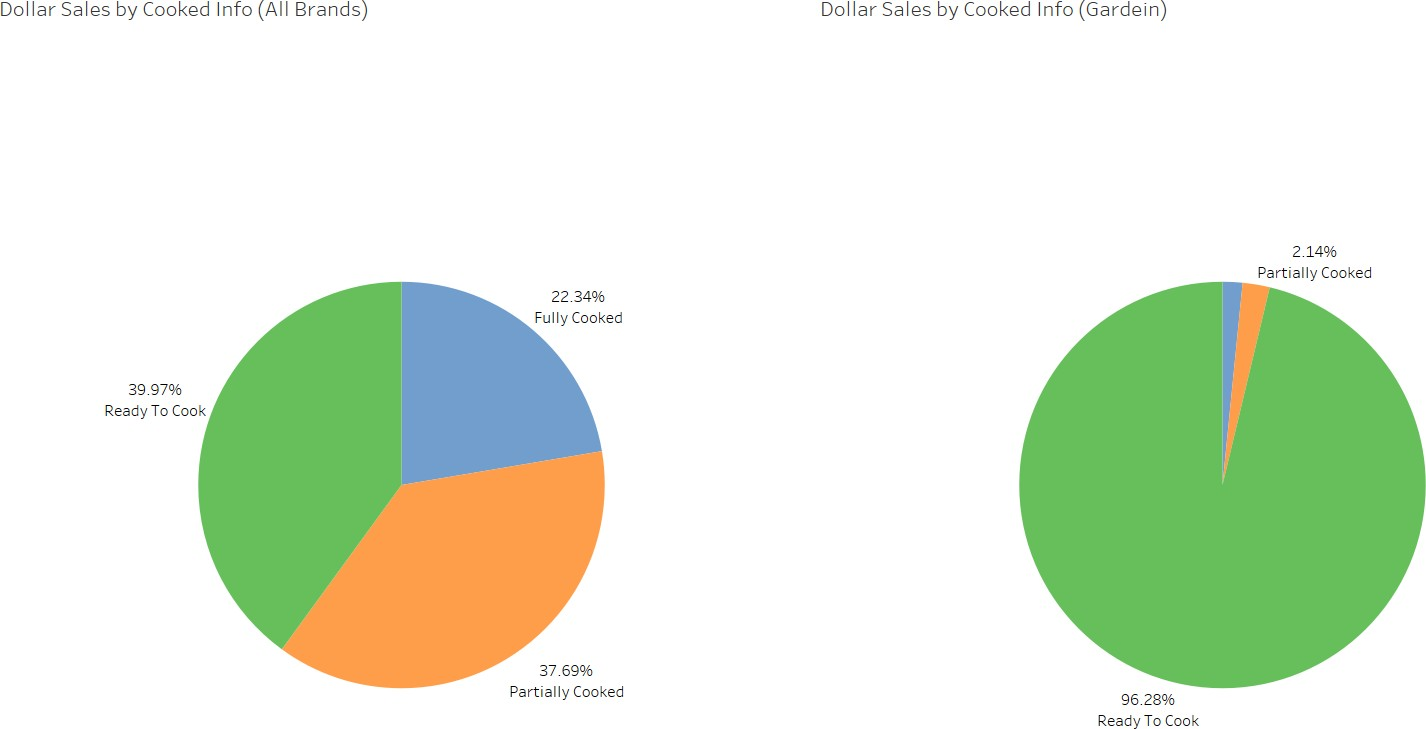 Dollar Sales by Cooked Info (All Brands)
Dollar Sales by Cooked Info (Gardein)
22.34%
Fully Cooked
39.97%
Ready To Cook
37.69%
Partially Cooked
2.14%
Partially Cooked
96.28%
Ready To Cook